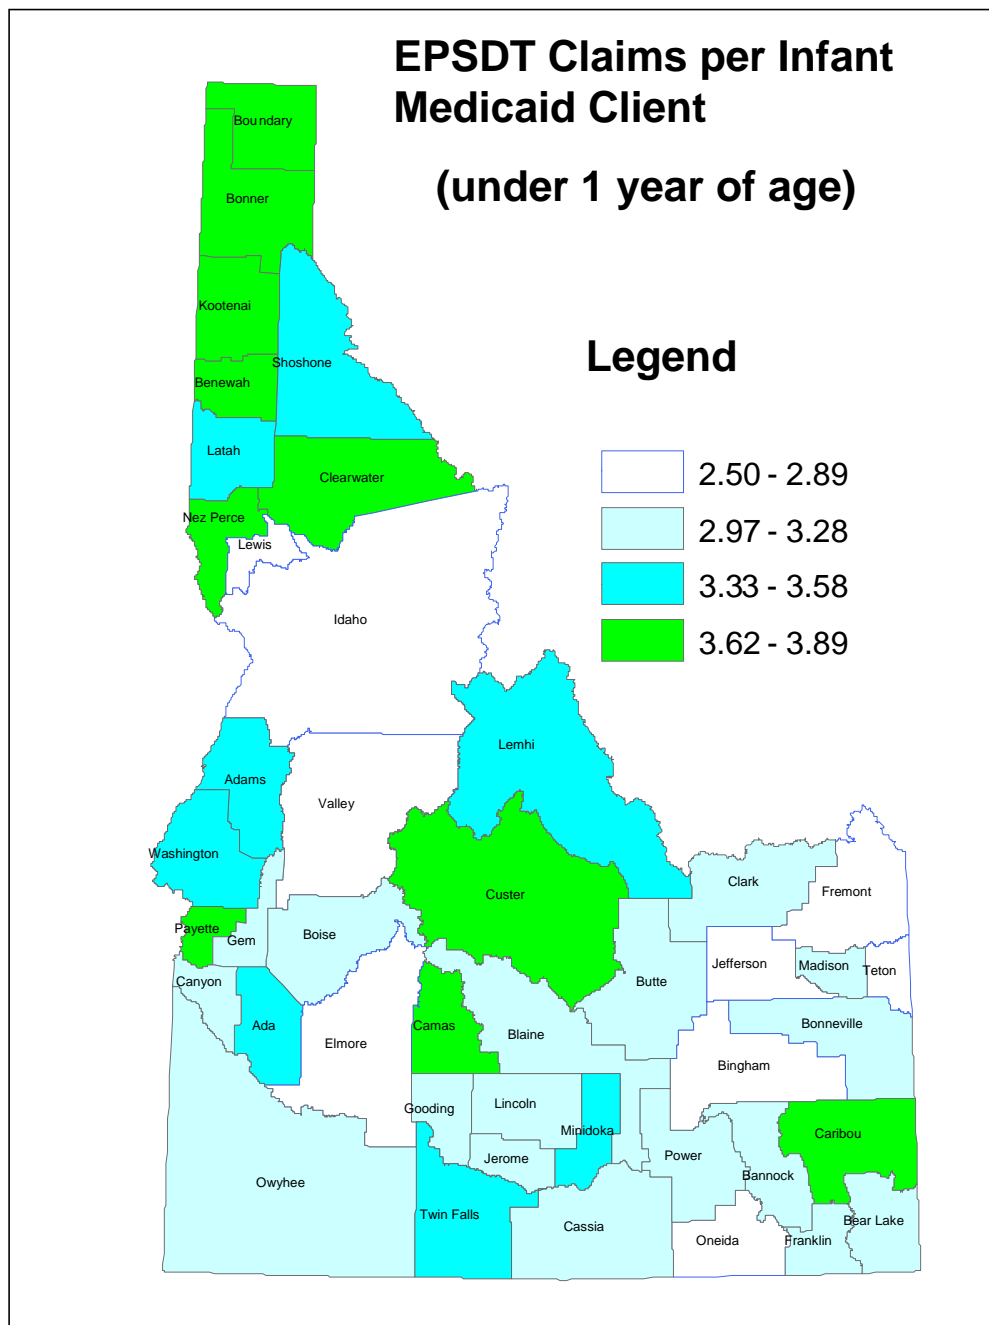 EPSDT Claims per Infant
Medicaid Client
(under 1 year of age)
Boundary
Bonner
Kootenai
Shoshone
Benewah
Latah
Clearwater
Nez Perce
Lewis
Idaho
Legend
2.50 - 2.89
2.97 - 3.28
3.33 - 3.58
3.62 - 3.89
Lemhi
Adams
Valley
Washington
Custer
Clark
Fremont
Payette
Gem
Boise
Jefferson
Madison
Teton
Canyon
Butte
Ada
Camas
Blaine
Bonneville
Elmore
Bingham
Gooding
Lincoln
Minidoka
Caribou
Jerome
Power
Bannock
Owyhee
Twin Falls
Cassia
Oneida
Franklin
Bear Lake